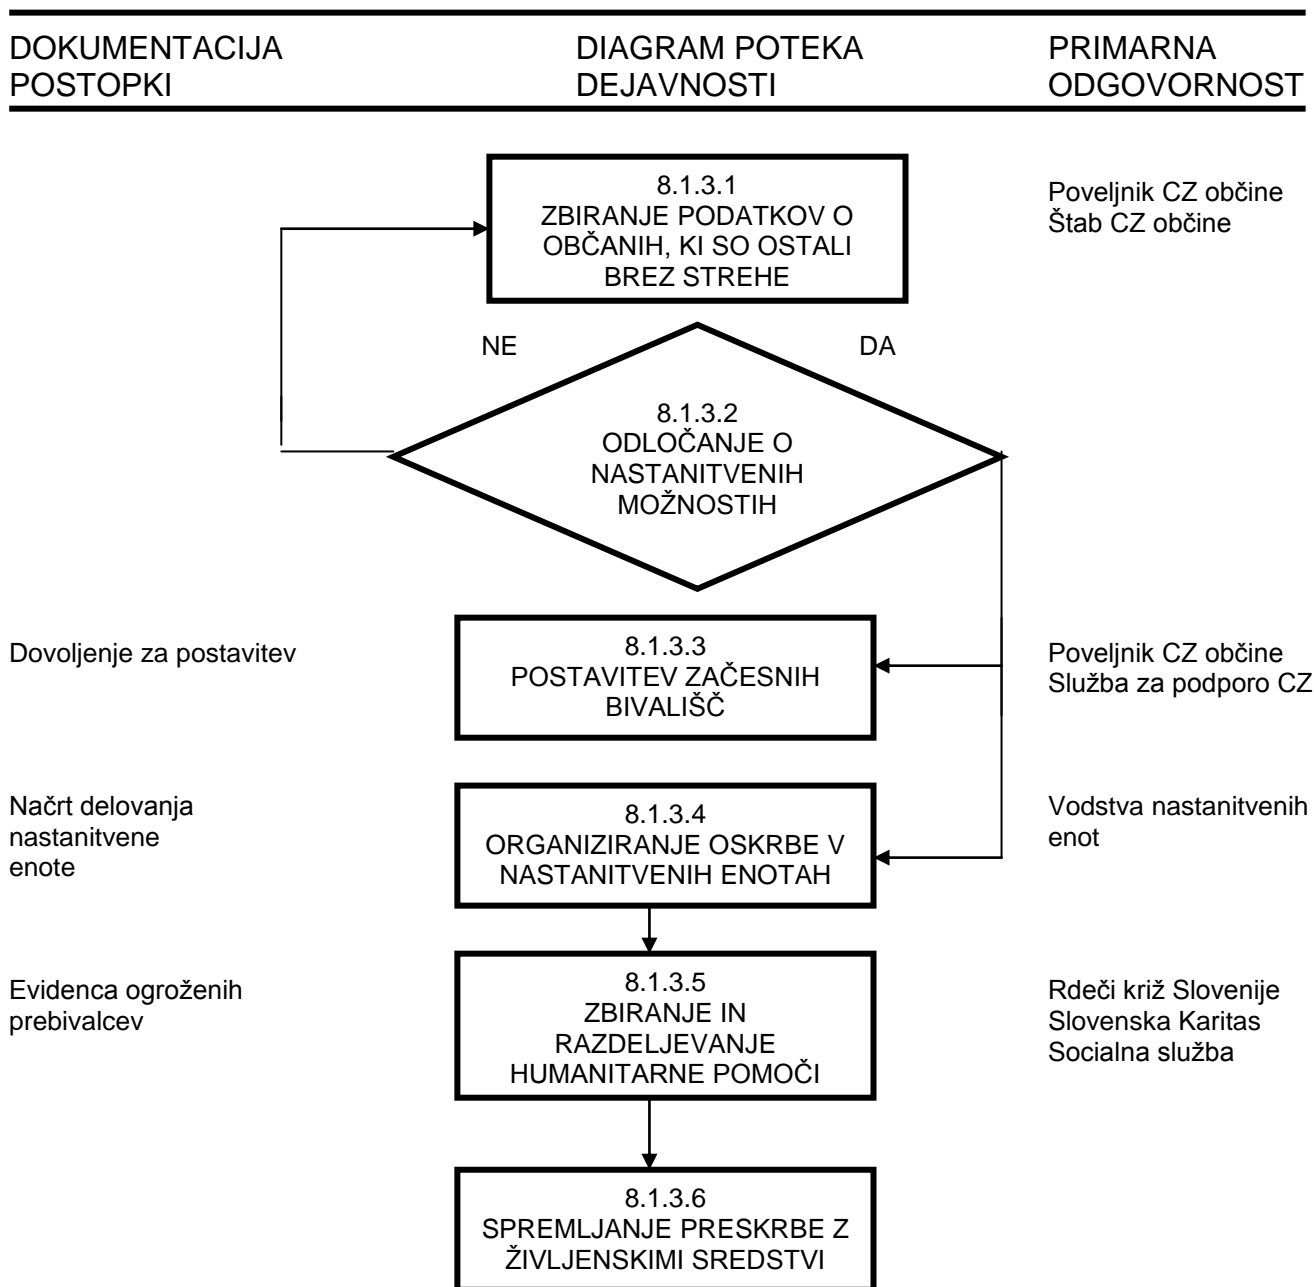 DOKUMENTACIJA
POSTOPKI
DIAGRAM POTEKA
DEJAVNOSTI
PRIMARNA
ODGOVORNOST
8.1.3.1
ZBIRANJE PODATKOV O
OBČANIH, KI SO OSTALI
BREZ STREHE
Poveljnik CZ občine
Štab CZ občine
NE
DA
8.1.3.2
ODLOČANJE O
NASTANITVENIH
MOŽNOSTIH
Dovoljenje za postavitev
8.1.3.3
POSTAVITEV ZAČESNIH
BIVALIŠČ
Poveljnik CZ občine
Služba za podporo CZ
Načrt delovanja
nastanitvene
enote
8.1.3.4
ORGANIZIRANJE OSKRBE V
NASTANITVENIH ENOTAH
Vodstva nastanitvenih
enot
Evidenca ogroženih
prebivalcev
8.1.3.5
ZBIRANJE IN
RAZDELJEVANJE
HUMANITARNE POMOČI
Rdeči križ Slovenije
Slovenska Karitas
Socialna služba
8.1.3.6
SPREMLJANJE PRESKRBE Z
ŽIVLJENSKIMI SREDSTVI